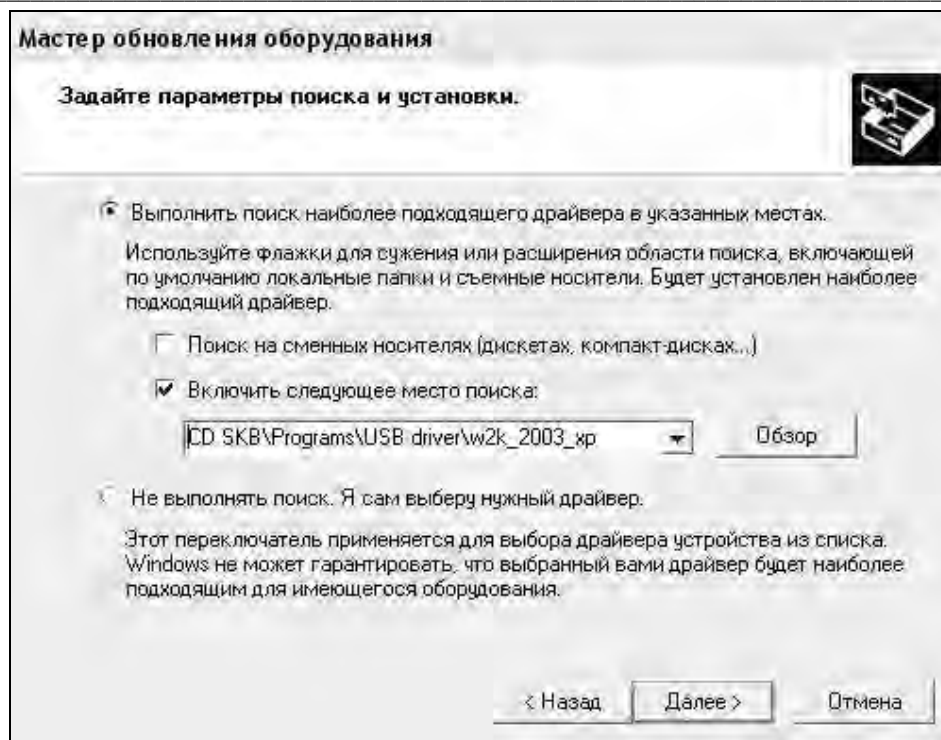 Мастер обновления оборудования
Задайте параметры поиска и установки.
Выполнить поиск наиболее подходящего драйвера в указанных местах.
Используйте флажки для сужения или расширения области поиска, включающей
по умолчанию локальные папки и съемные носители. Будет установлен наиболее
подходящий драйвер.
Поиск на сменных носителях (дискетах, компакт-дисках...)
Включить следующее место поиска:
CD SKB\Programs\USB driver\w2k_2003_xp
Обзор
Не выполнять поиск. Я сам выберу нужный драйвер.
Этот переключатель применяется для выбора драйвера устройства из списка.
Windows не может гарантировать, что выбранный вами драйвер будет наиболее
подходящим для имеющегося оборудования.
< Назад Далее > Отмена